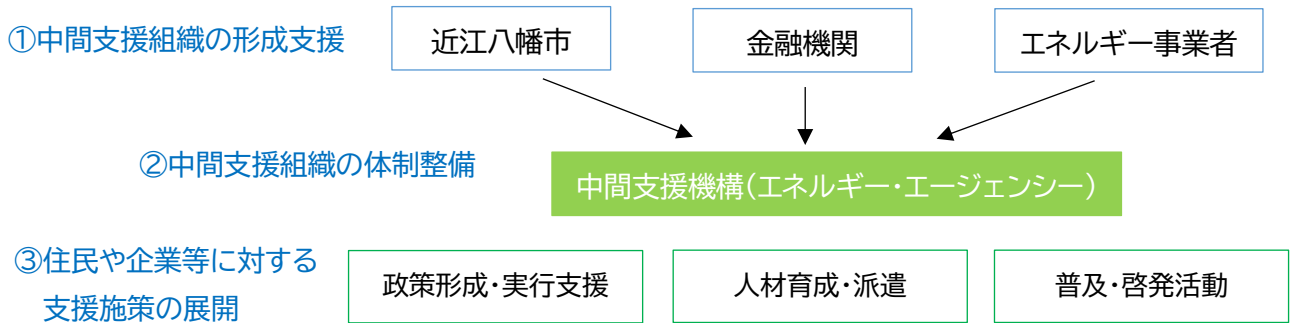 ①中間支援組織の形成支援
近江八幡市
金融機関
エネルギー事業者
②中間支援組織の体制整備
中間支援機構(エネルギー・エージェンシー)
③住民や企業等に対する
支援施策の展開
政策形成・実行支援
人材育成・派遣
普及・啓発活動